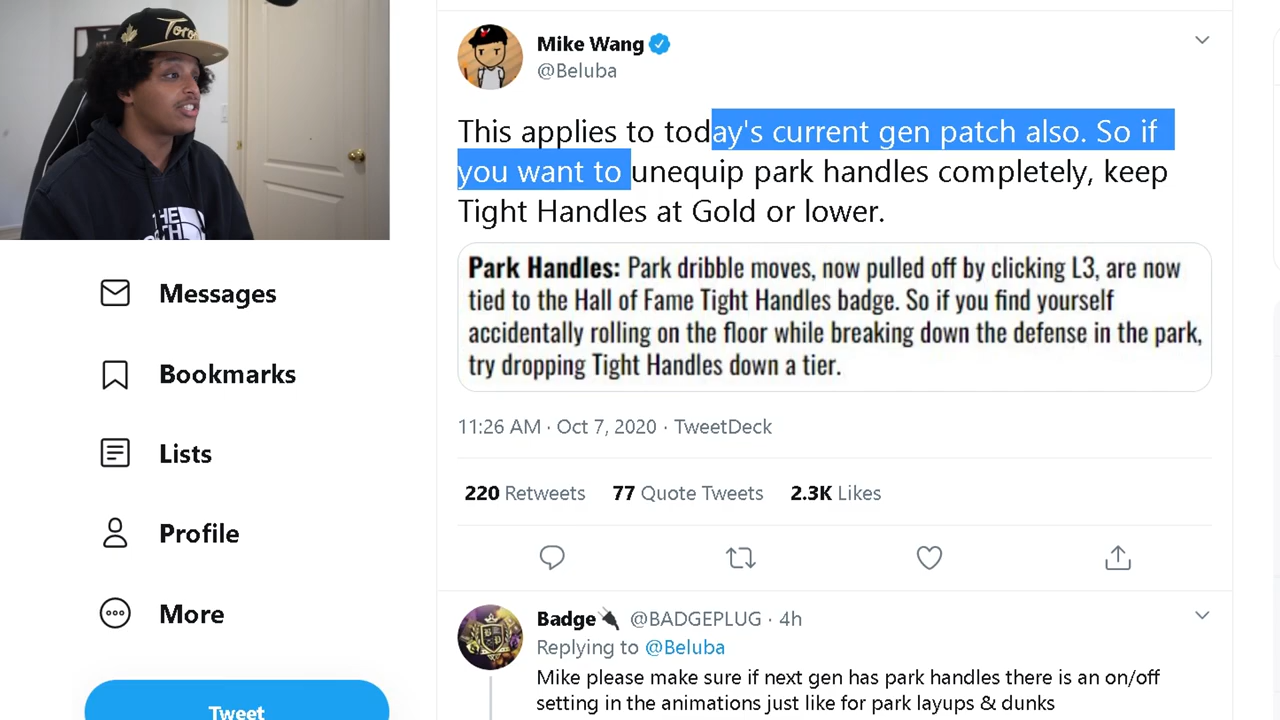 Toron
THE
Mike Wang
@Beluba
This applies to today's current gen patch also. So if
you want to unequip park handles completely, keep
Tight Handles at Gold or lower.
Park Handles: Park dribble moves, now pulled off by clicking L3, are now
tied to the Hall of Fame Tight Handles badge. So if you find yourself
accidentally rolling on the floor while breaking down the defense in the park,
try dropping Tight Handles down a tier.
11:26 AM · Oct 7, 2020 · TweetDeck
220 Retweets 77 Quote Tweets 2.3K Likes
Badge @BADGEPLUG · 4h
Replying to @Beluba
Mike please make sure if next gen has park handles there is an on/off
setting in the animations just like for park layups & dunks
Messages
Bookmarks
Lists
Profile
More
Tweet